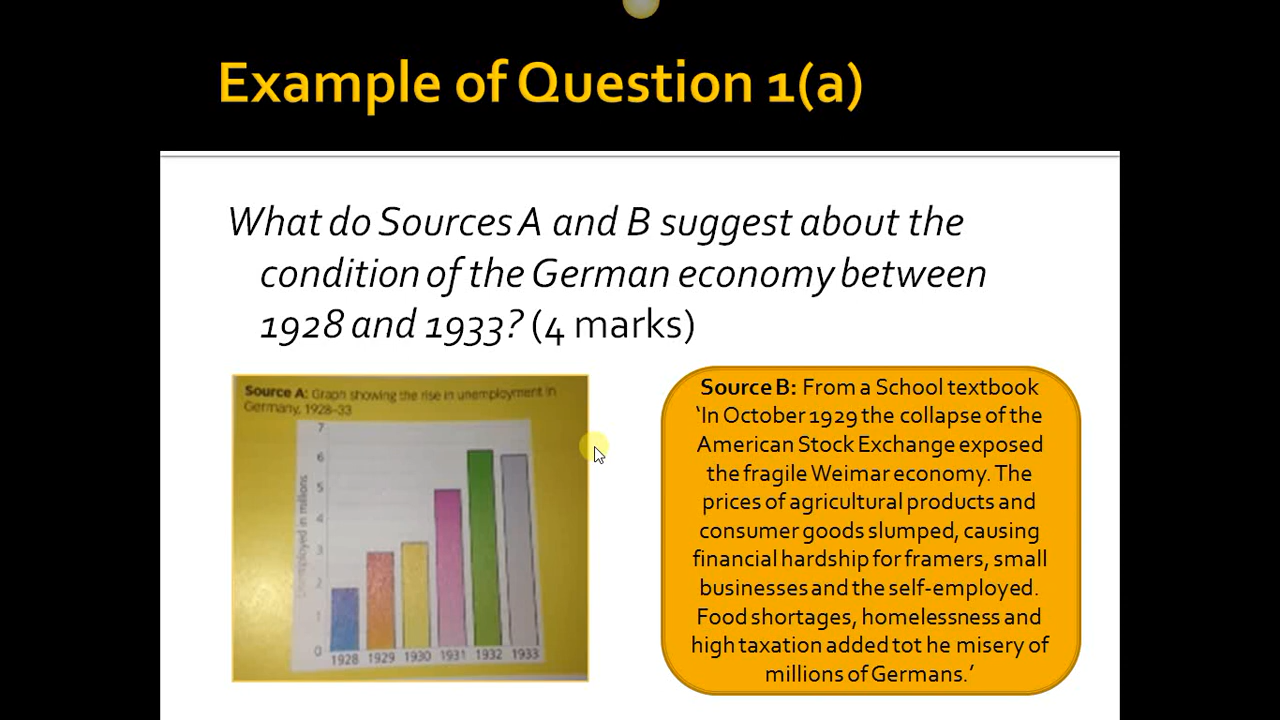 Example of Question 1(a)
What do Sources A and B suggest about the
condition of the German economy between
1928 and 1933? (4 marks)
Source A: Graph showing the rise in unemployment in
Germany, 1928-33
Unemployed in millions
7
6
5
4
3
2
1
0
1928 1929 1930 1931 1932 1933
Source B: From a School textbook
‘In October 1929 the collapse of the
American Stock Exchange exposed
the fragile Weimar economy. The
prices of agricultural products and
consumer goods slumped, causing
financial hardship for framers, small
businesses and the self-employed.
Food shortages, homelessness and
high taxation added tot he misery of
millions of Germans.’